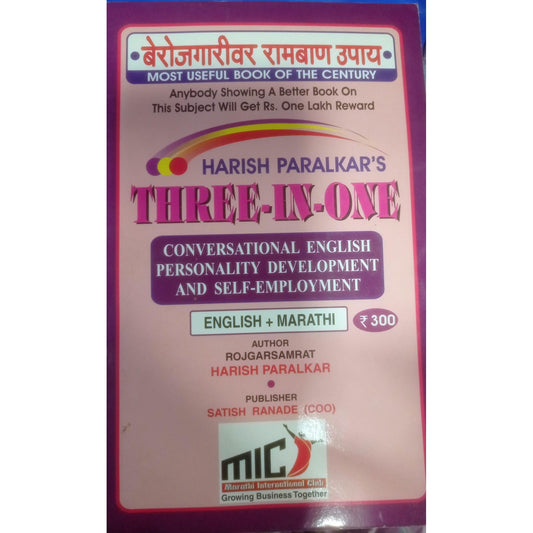 • बेरोजगारीवर रामबाण उपाय •
MOST USEFUL BOOK OF THE CENTURY
Anybody Showing A Better Book On
This Subject Will Get Rs. One Lakh Reward
HARISH PARALKAR'S
THREE-IN-ONE
CONVERSATIONAL ENGLISH
PERSONALITY DEVELOPMENT
AND SELF-EMPLOYMENT
ENGLISH + MARATHI
₹ 300
AUTHOR
ROJGARSAMRAT
HARISH PARALKAR
•
PUBLISHER
SATISH RANADE (COO)
MIC
Marathi International Club
Growing Business Together